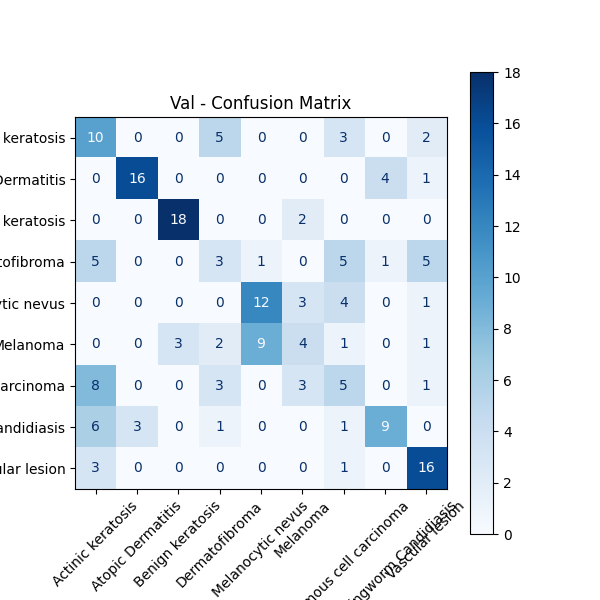 Val - Confusion Matrix
keratosis 10 0 0 5 0 0 3 0 2
Dermatitis 0 16 0 0 0 0 0 4 1
keratosis 0 0 18 0 0 2 0 0 0
tofibroma 5 0 0 3 1 0 5 1 5
ytic nevus 0 0 0 0 12 3 4 0 1
Melanoma 0 0 3 2 9 4 1 0 1
arcinoma 8 0 0 3 0 3 5 0 1
andidiasis 6 3 0 1 0 0 1 9 0
ular lesion 3 0 0 0 0 0 1 0 16
Actinic keratosis
Atopic Dermatitis
Benign keratosis
Dermatofibroma
Melanocytic nevus
Melanoma
mous cell carcinoma
ngworm Candidiasis
Vascular lesion
18
16
14
12
10
8
6
4
2
0